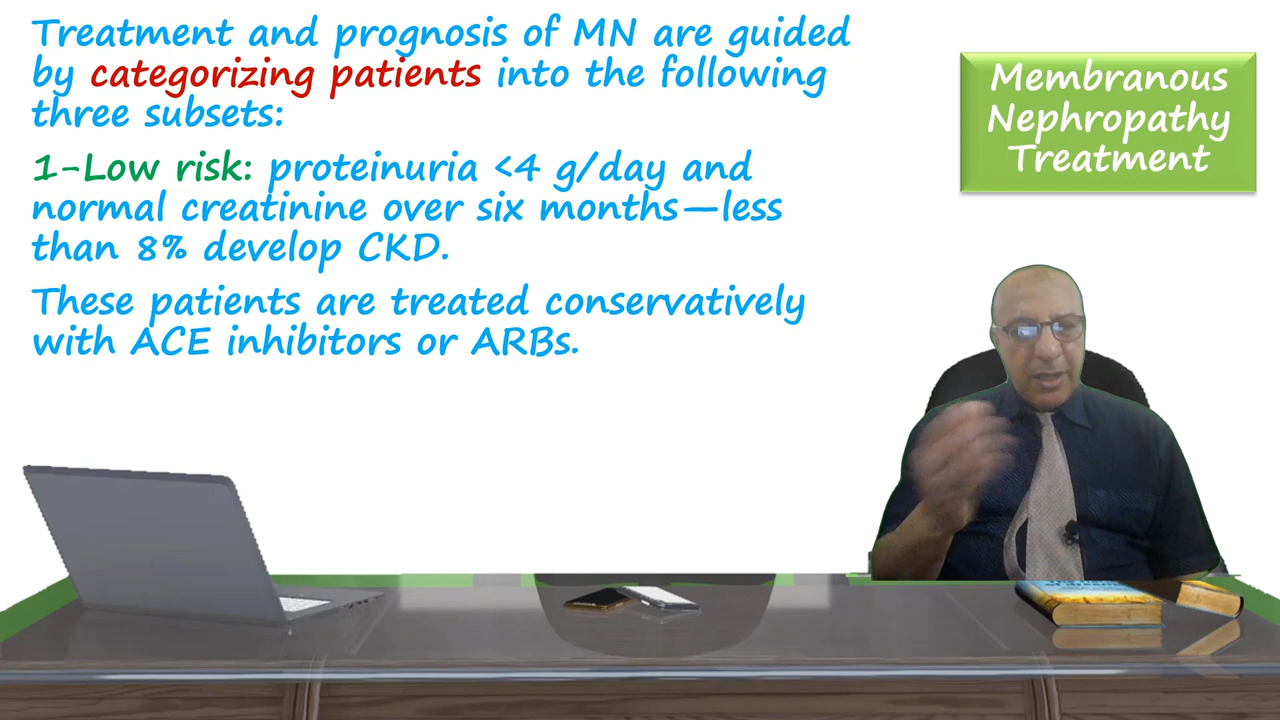 Treatment and prognosis of MN are guided
by categorizing patients into the following
three subsets:
1-Low risk: proteinuria <4 g/day and
normal creatinine over six months—less
than 8% develop CKD.
These patients are treated conservatively
with ACE inhibitors or ARBs.
Membranous
Nephropathy
Treatment